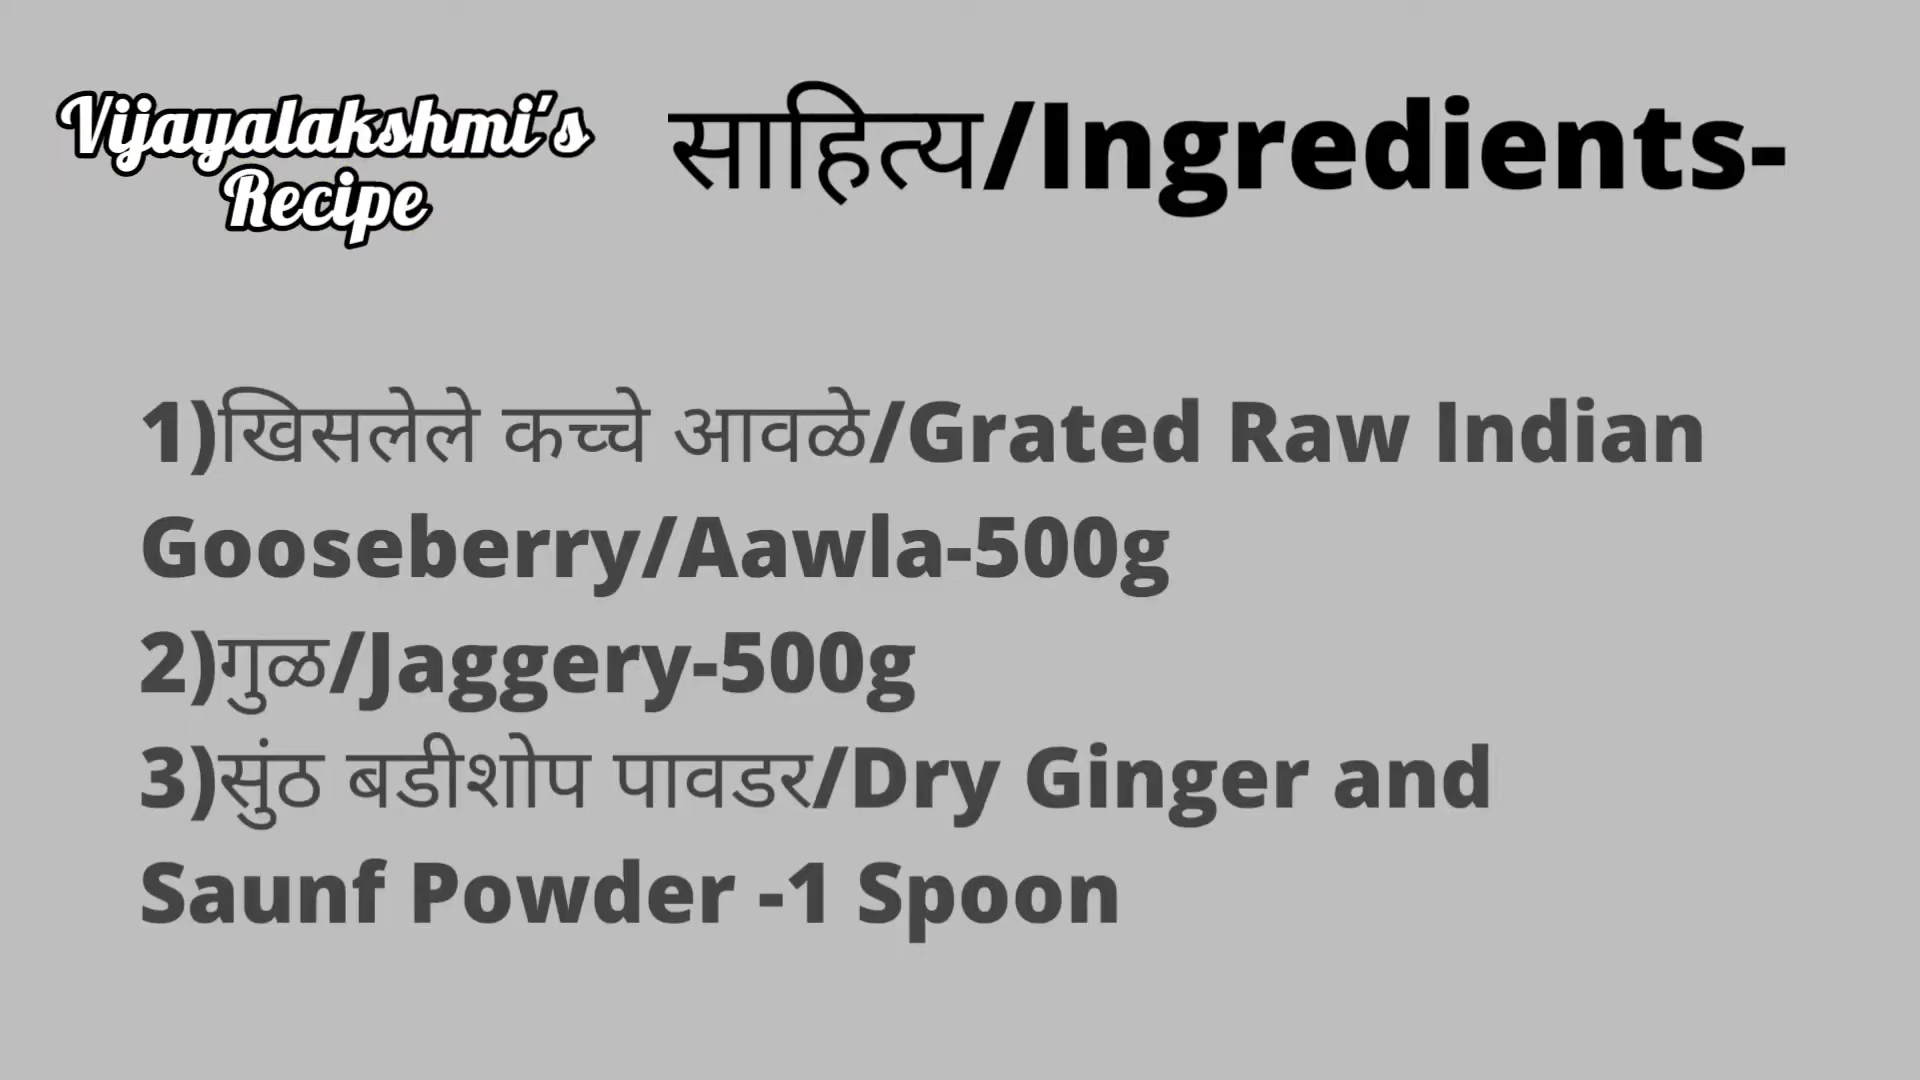 Vijayalakshmi's
Recipe
साहित्य/Ingredients-
1)खिसलेले कच्चे आवळे/Grated Raw Indian
Gooseberry/Aawla-500g
2)गुळ/Jaggery-500g
3)सुंठ बडीशोप पावडर/Dry Ginger and
Saunf Powder -1 Spoon